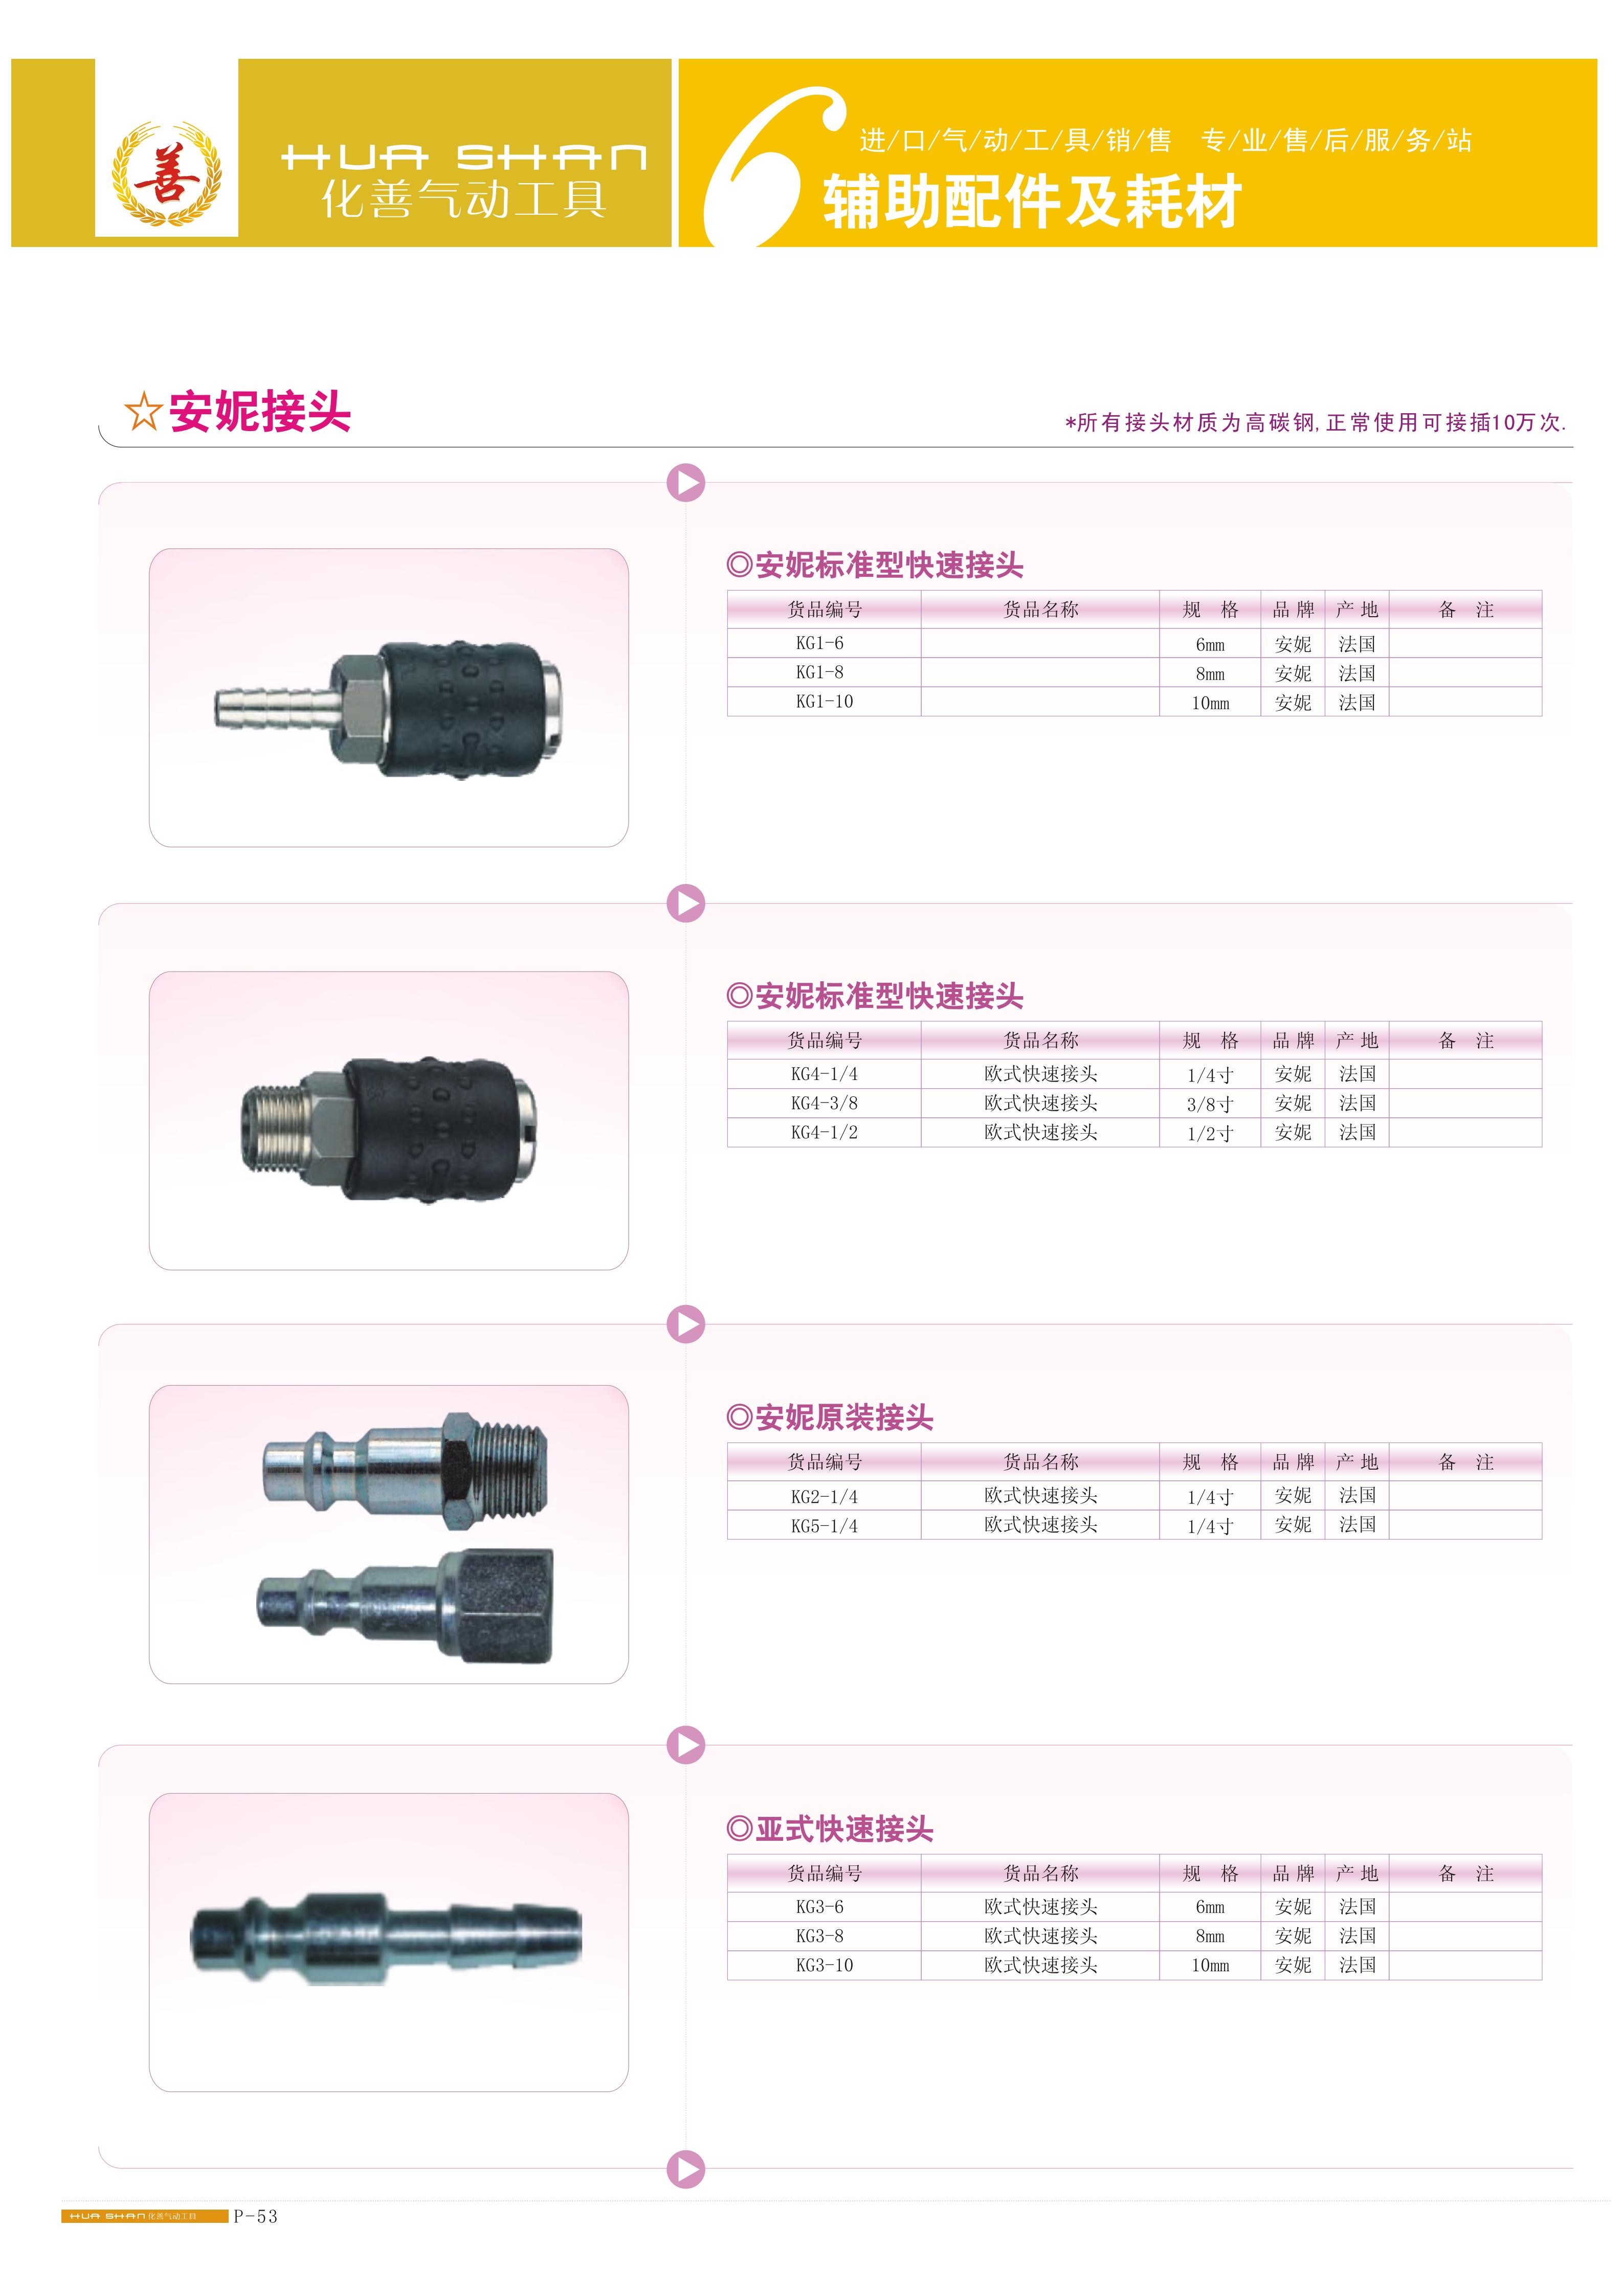 善
HUA SHAN
化善气动工具
6
进/口/气/动/工/具/销/售 专/业/售/后/服/务/站
辅助配件及耗材
☆安妮接头
*所有接头材质为高碳钢,正常使用可接插10万次.
◎安妮标准型快速接头
货品编号 货品名称 规 格 品 牌 产 地 备 注
KG1-6 6mm 安妮 法国
KG1-8 8mm 安妮 法国
KG1-10 10mm 安妮 法国
◎安妮标准型快速接头
货品编号 货品名称 规 格 品 牌 产 地 备 注
KG4-1/4 欧式快速接头 1/4寸 安妮 法国
KG4-3/8 欧式快速接头 3/8寸 安妮 法国
KG4-1/2 欧式快速接头 1/2寸 安妮 法国
◎安妮原装接头
货品编号 货品名称 规 格 品 牌 产 地 备 注
KG2-1/4 欧式快速接头 1/4寸 安妮 法国
KG5-1/4 欧式快速接头 1/4寸 安妮 法国
◎亚式快速接头
货品编号 货品名称 规 格 品 牌 产 地 备 注
KG3-6 欧式快速接头 6mm 安妮 法国
KG3-8 欧式快速接头 8mm 安妮 法国
KG3-10 欧式快速接头 10mm 安妮 法国
HUA SHAN 化善气动工具 P-53